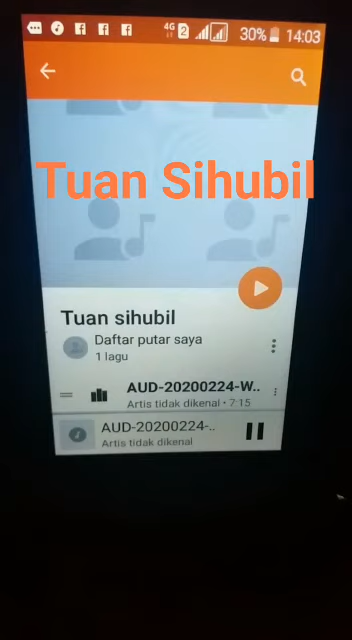 4G 2 30% 14:03
Tuan Sihubil
Tuan sihubil
Daftar putar saya
1 lagu
AUD-20200224-W..
Artis tidak dikenal • 7:15
AUD-20200224-..
Artis tidak dikenal